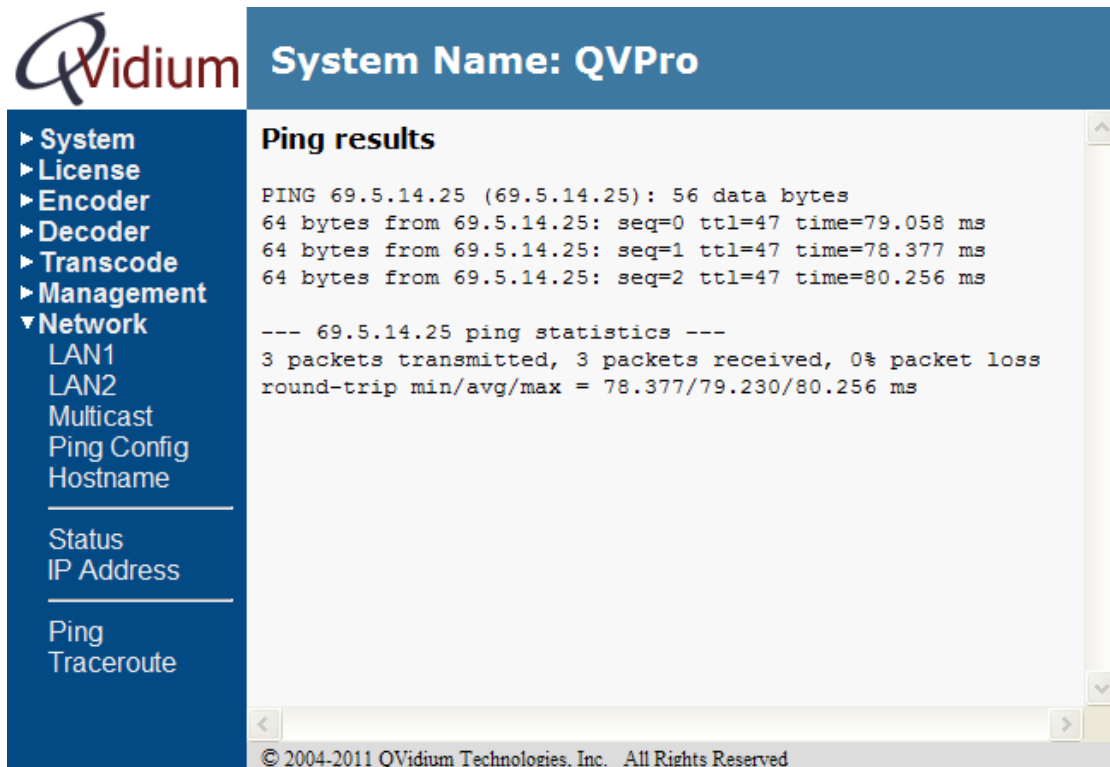 QVidium
System Name: QVPro
System
License
Encoder
Decoder
Transcode
Management
Network
LAN1
LAN2
Multicast
Ping Config
Hostname
Status
IP Address
Ping
Traceroute
Ping results
PING 69.5.14.25 (69.5.14.25): 56 data bytes
64 bytes from 69.5.14.25: seq=0 ttl=47 time=79.058 ms
64 bytes from 69.5.14.25: seq=1 ttl=47 time=78.377 ms
64 bytes from 69.5.14.25: seq=2 ttl=47 time=80.256 ms
--- 69.5.14.25 ping statistics ---
3 packets transmitted, 3 packets received, 0% packet loss
round-trip min/avg/max = 78.377/79.230/80.256 ms
© 2004-2011 QVidium Technologies, Inc. All Rights Reserved